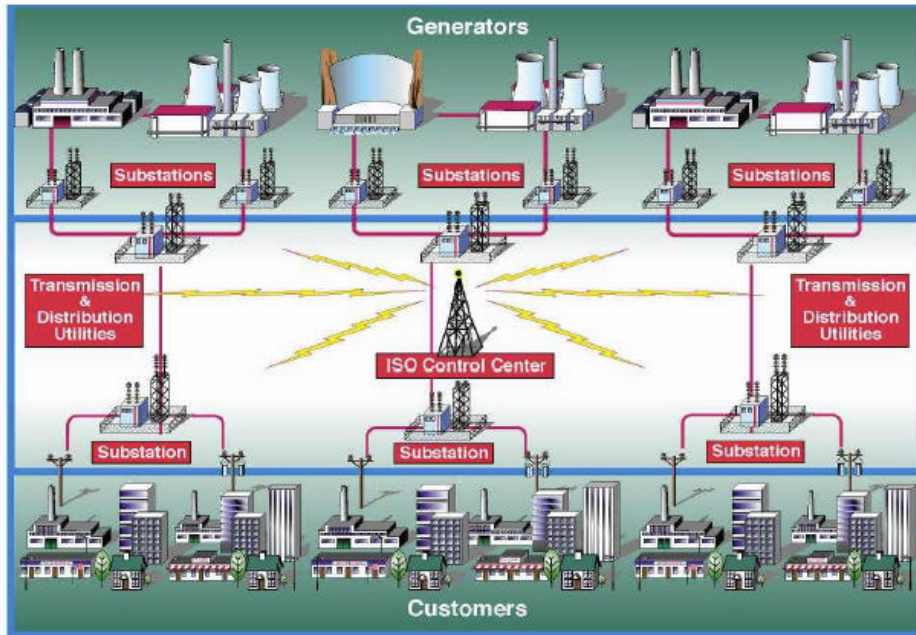 Generators
Substations
Substations
Substations
Transmission
&
Distribution
Utilities
Transmission
&
Distribution
Utilities
ISO Control Center
Substation
Substation
Substation
Customers